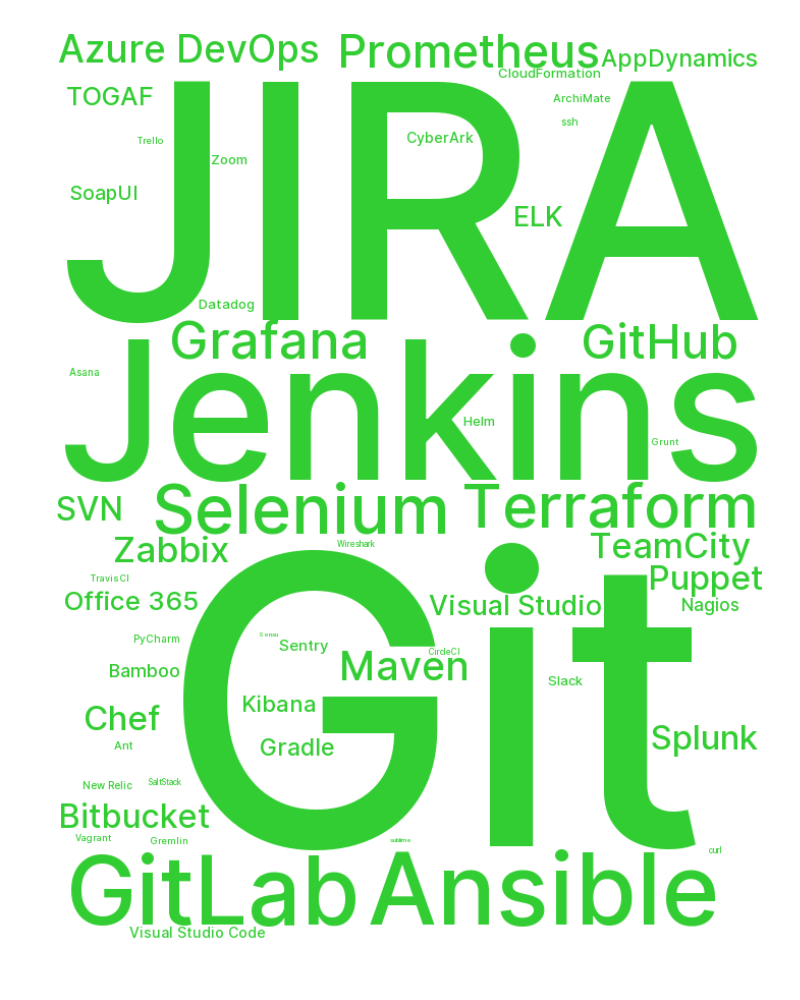 Azure DevOps
Prometheus
AppDynamics
CloudFormation
TOGAF
ArchiMate
ssh
JIRA
Trello
CyberArk
Zoom
SoapUI
ELK
Datadog
Grafana
GitHub
Jenkins
Asana
Helm
Grunt
SVN
Selenium
Terraform
Zabbix
Wireshark
TeamCity
TravisCI
Puppet
Office 365
Visual Studio
Nagios
Git
PyCharm
Sentry
CircleCI
Bamboo
Maven
Slack
Kibana
Chef
Ant
Gradle
Splunk
New Relic
SaltStack
Bitbucket
Vagrant
Gremlin
sublime
curl
GitLab
Ansible
Visual Studio Code